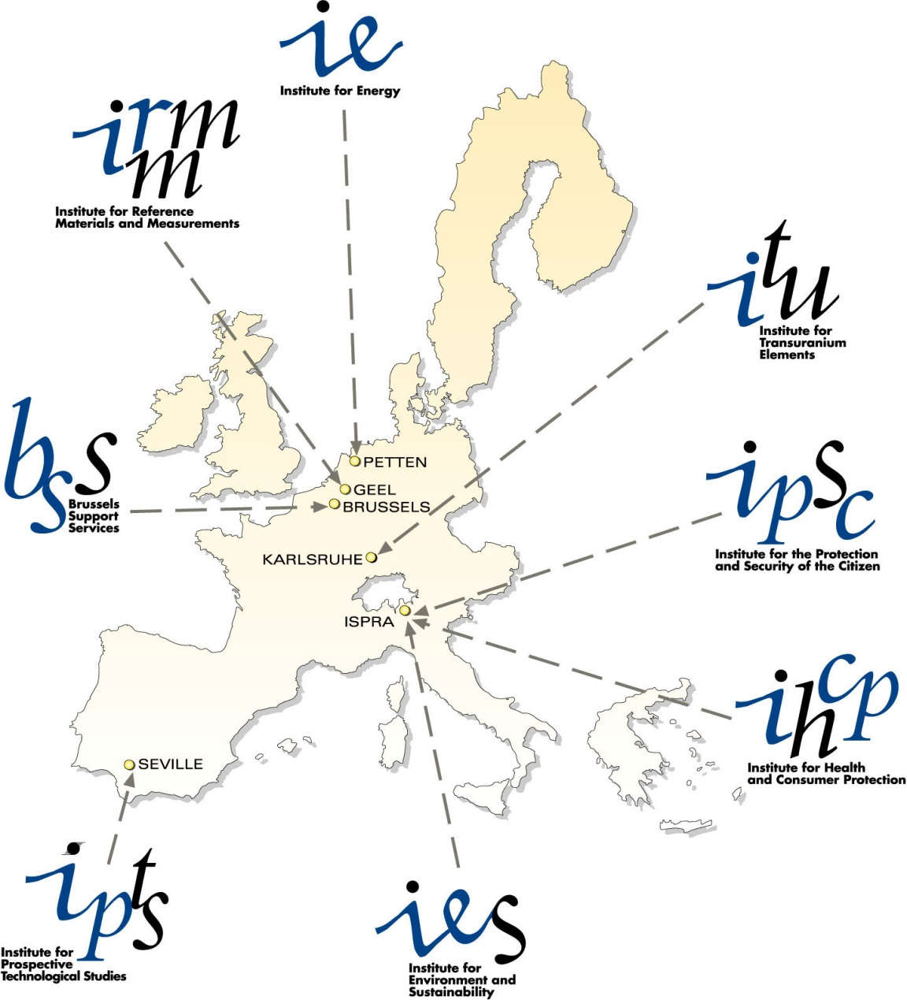 ie
Institute for Energy
irmm
Institute for Reference
Materials and Measurements
itu
Institute for
Transuranium
Elements
bss
Brussels
Support
Services
ipsc
Institute for the Protection
and Security of the Citizen
PETTEN
GEEL
BRUSSELS
KARLSRUHE
ISPRA
SEVILLE
ihcp
Institute for Health
and Consumer Protection
ipts
Institute for
Prospective
Technological Studies
ies
Institute for
Environment and
Sustainability